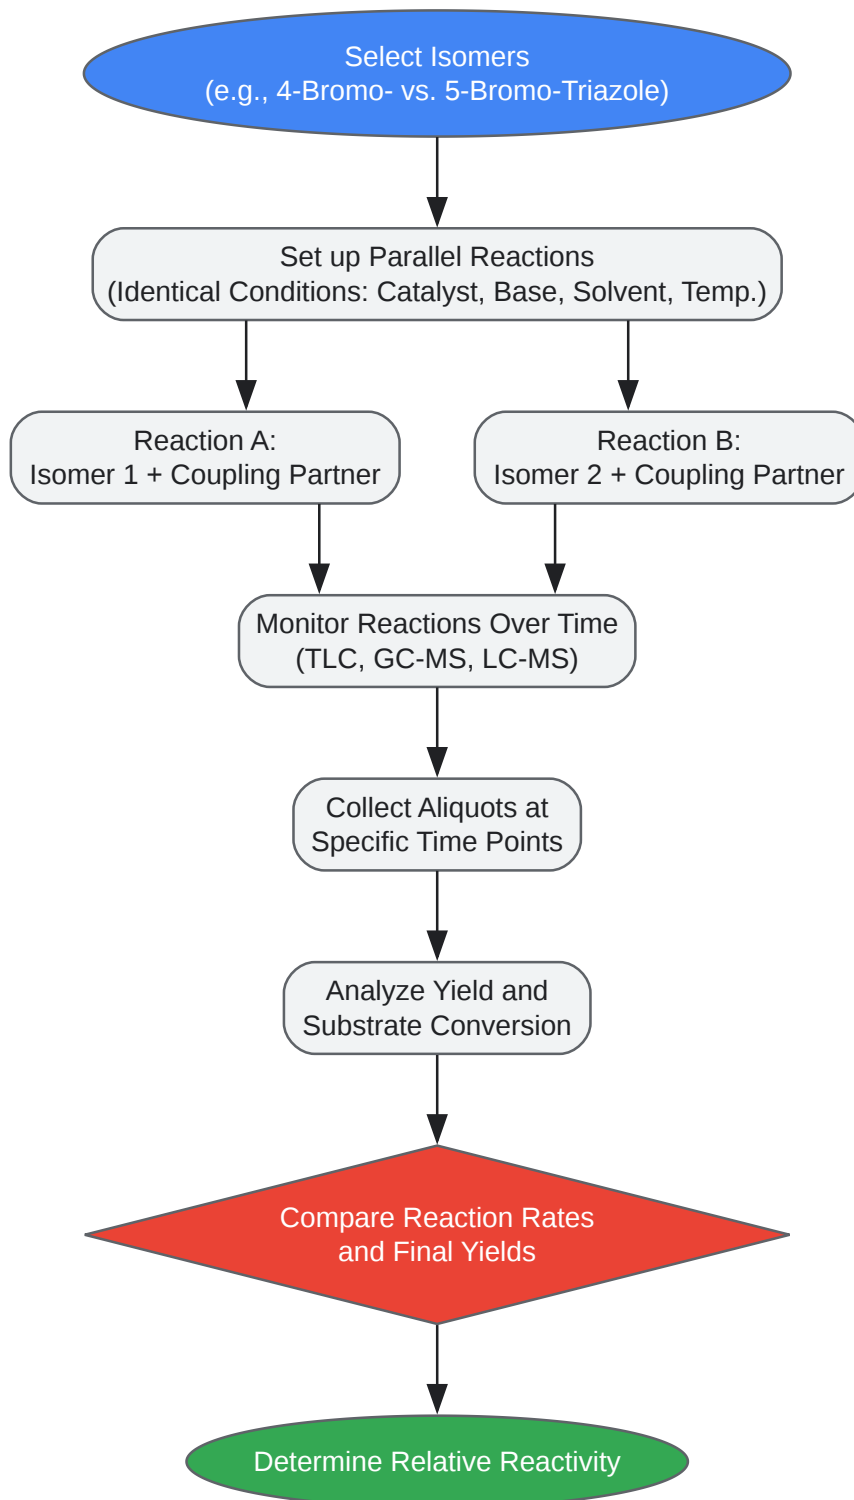 Select Isomers
(e.g., 4-Bromo- vs. 5-Bromo-Triazole)
Set up Parallel Reactions
(Identical Conditions: Catalyst, Base, Solvent, Temp.)
Reaction A:
Isomer 1 + Coupling Partner
Reaction B:
Isomer 2 + Coupling Partner
Monitor Reactions Over Time
(TLC, GC-MS, LC-MS)
Collect Aliquots at
Specific Time Points
Analyze Yield and
Substrate Conversion
Compare Reaction Rates
and Final Yields
Determine Relative Reactivity